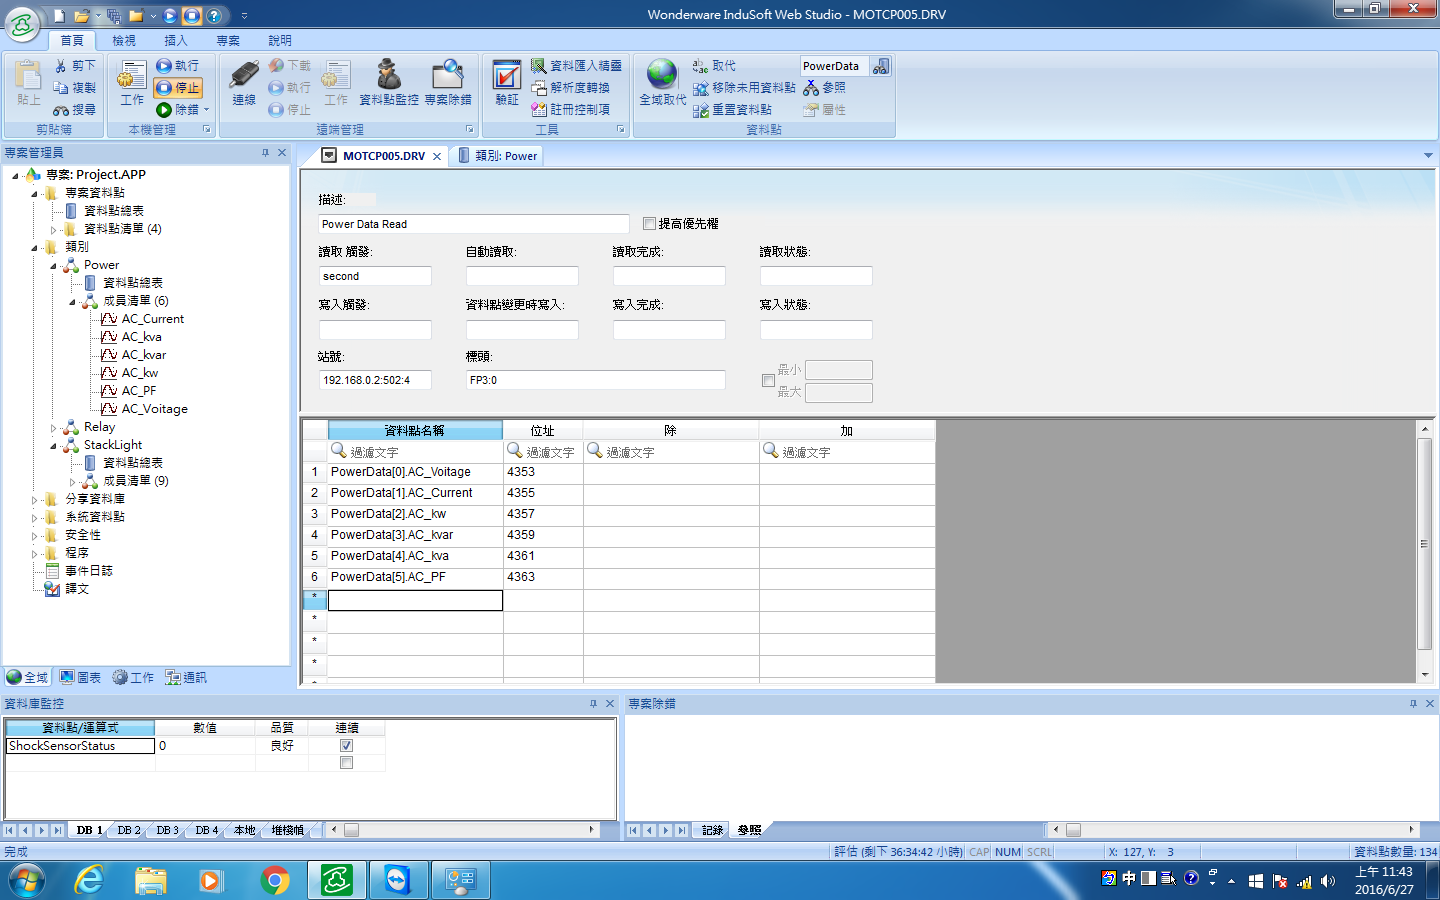 Wonderware InduSoft Web Studio - MOTCP005.DRV
首頁 檢視 插入 專案 說明
貼上 剪下 複製 搜尋 剪貼簿
工作 執行 停止 除錯 本機管理
連線 下載 執行 停止 工作 資料點監控 專案除錯 遠端管理
驗証 資料匯入精靈 解析度轉換 註冊控制項 工具
全域取代 取代 移除未用資料點 重置資料點 PowerData 參照 屬性 資料點
專案管理員
專案: Project.APP
專案資料點
資料點總表
資料點清單 (4)
類別
Power
資料點總表
成員清單 (6)
AC_Current
AC_kva
AC_kvar
AC_kw
AC_PF
AC_Voitage
Relay
StackLight
資料點總表
成員清單 (9)
分享資料庫
系統資料點
安全性
程序
事件日誌
譯文
全域 圖表 工作 通訊
MOTCP005.DRV 類別: Power
描述:
Power Data Read 提高優先權
讀取 觸發: 自動讀取: 讀取完成: 讀取狀態:
second
寫入觸發: 資料點變更時寫入: 寫入完成: 寫入狀態:
站號: 標頭:
192.168.0.2:502:4 FP3:0
最小
最大
資料點名稱 位址 除 加
過濾文字 過濾文字 過濾文字 過濾文字
1 PowerData[0].AC_Voitage 4353
2 PowerData[1].AC_Current 4355
3 PowerData[2].AC_kw 4357
4 PowerData[3].AC_kvar 4359
5 PowerData[4].AC_kva 4361
6 PowerData[5].AC_PF 4363
*
*
*
*
資料庫監控
資料點/運算式 數值 品質 連續
ShockSensorStatus 0 良好
DB 1 DB 2 DB 3 DB 4 本地 堆棧幀
專案除錯
記錄 參照
完成 評估 (剩下 36:34:42 小時) CAP NUM SCRL X: 127, Y: 3 資料點數量: 134
中
上午 11:43
2016/6/27